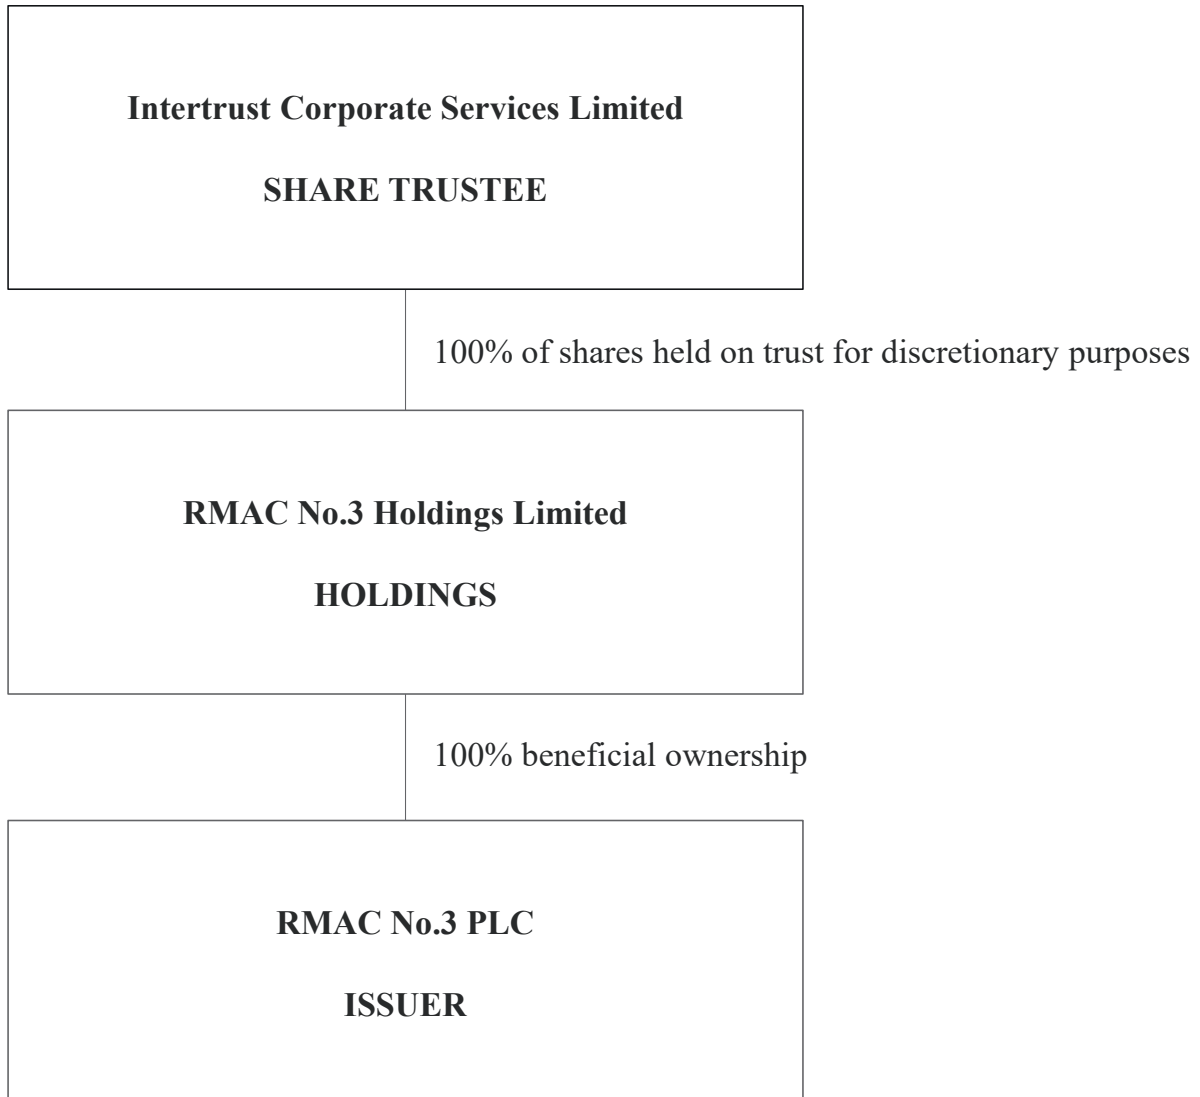 Intertrust Corporate Services Limited
SHARE TRUSTEE
100% of shares held on trust for discretionary purposes
RMAC No.3 Holdings Limited
HOLDINGS
100% beneficial ownership
RMAC No.3 PLC
ISSUER